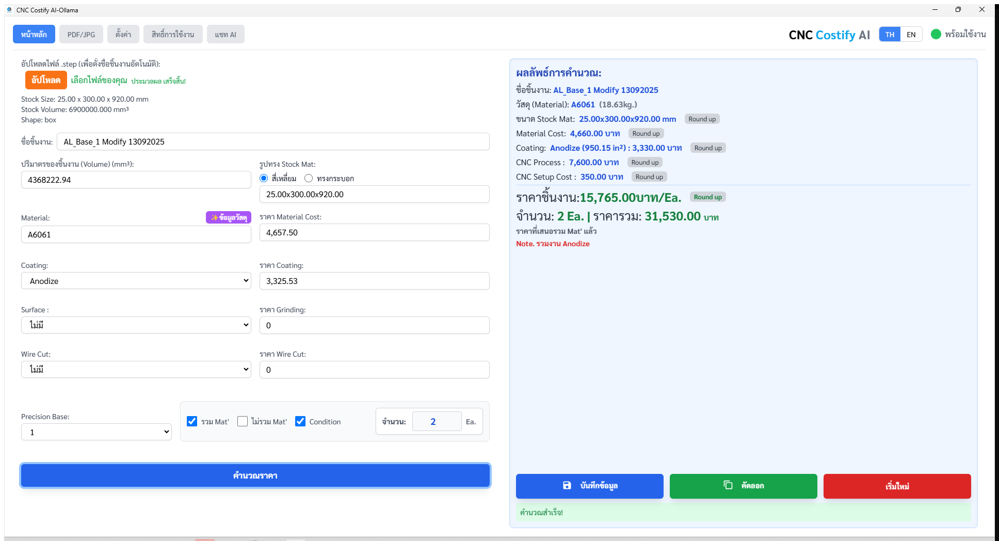 CNC Costify AI-Ollama
หน้าหลัก PDF/JPG ตั้งค่า สิทธิ์การใช้งาน แชท AI
CNC Costify AI TH EN พร้อมใช้งาน
อัปโหลดไฟล์ .step (เพื่อตั้งชื่อชิ้นงานอัตโนมัติ):
อัปโหลด เลือกไฟล์ของคุณ ประมวลผล เสร็จสิ้น!
Stock Size: 25.00 x 300.00 x 920.00 mm
Stock Volume: 6900000.000 mm³
Shape: box
ชื่อชิ้นงาน: AL_Base_1 Modify 13092025
ปริมาตรของชิ้นงาน (Volume) (mm³):
4368222.94
รูปทรง Stock Mat:
สี่เหลี่ยม ทรงกระบอก
25.00x300.00x920.00
Material: ✨ข้อมูลวัสดุ
A6061
ราคา Material Cost:
4,657.50
Coating:
Anodize
ราคา Coating:
3,325.53
Surface :
ไม่มี
ราคา Grinding:
0
Wire Cut:
ไม่มี
ราคา Wire Cut:
0
Precision Base:
1
รวม Mat' ไม่รวม Mat' Condition จำนวน: 2 Ea.
คำนวณราคา
ผลลัพธ์การคำนวณ:
ชื่อชิ้นงาน: AL_Base_1 Modify 13092025
วัสดุ (Material): A6061 (18.63kg.)
ขนาด Stock Mat: 25.00x300.00x920.00 mm Round up
Material Cost: 4,660.00 บาท Round up
Coating: Anodize (950.15 in²) : 3,330.00 บาท Round up
CNC Process : 7,600.00 บาท Round up
CNC Setup Cost : 350.00 บาท Round up
ราคาชิ้นงาน:15,765.00บาท/Ea. Round up
จำนวน: 2 Ea. | ราคารวม: 31,530.00 บาท
ราคาที่เสนอรวม Mat' แล้ว
Note. รวมงาน Anodize
บันทึกข้อมูล คัดลอก เริ่มใหม่
คำนวณสำเร็จ!